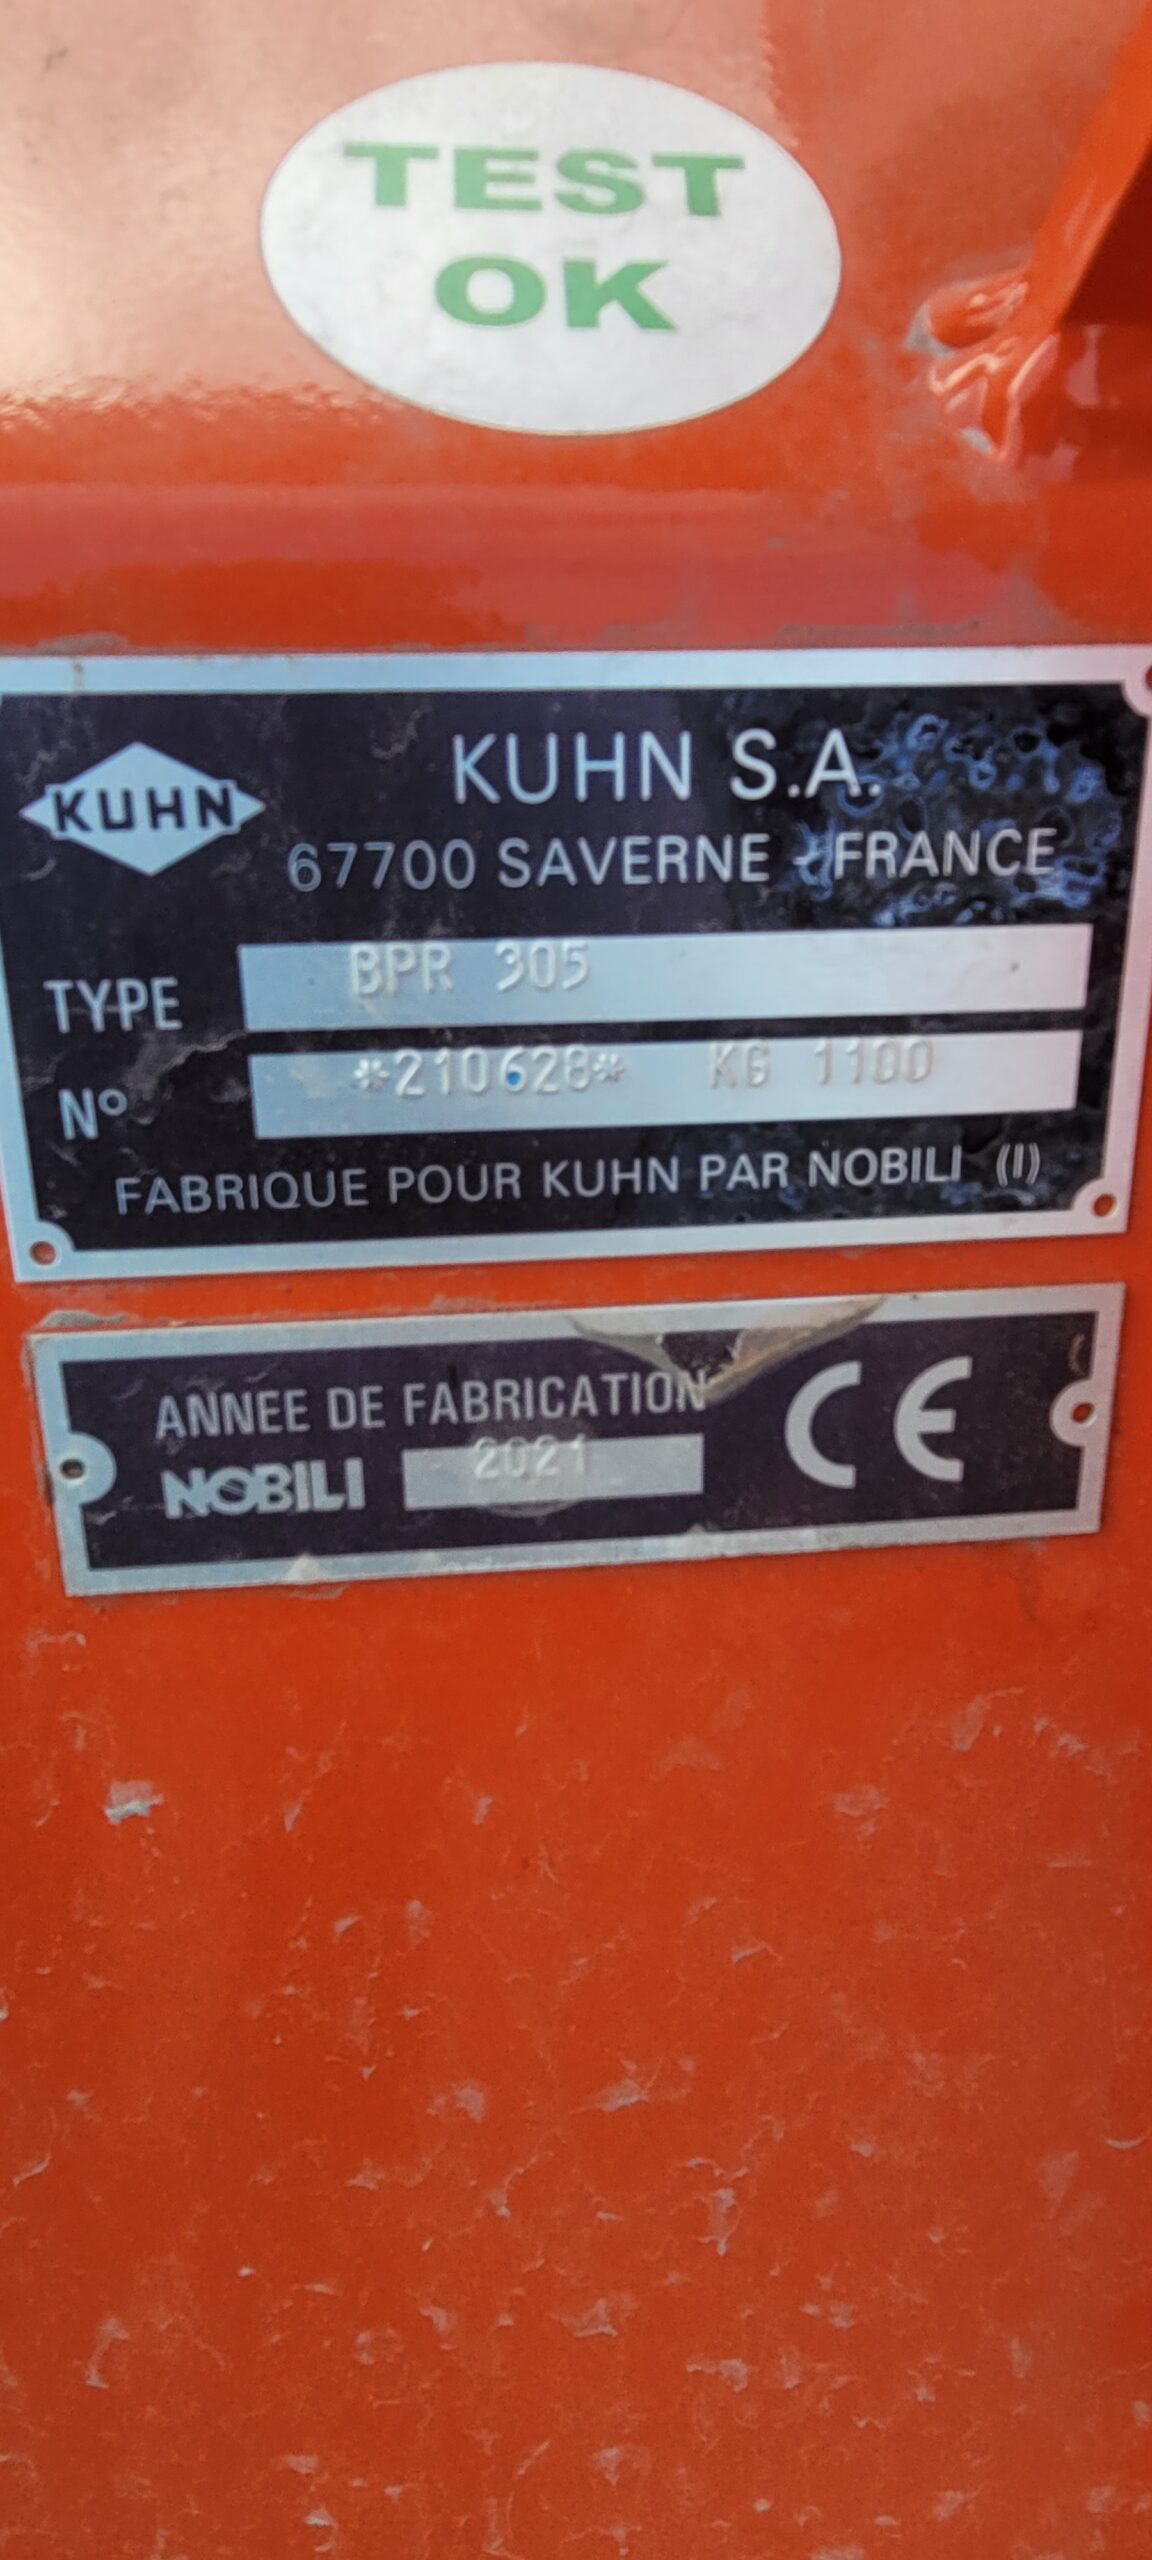 TEST
OK
KUHN
KUHN S.A.
67700 SAVERNE - FRANCE
TYPE BPR 305
N° *210628* KG 1100
FABRIQUE POUR KUHN PAR NOBILI (I)
ANNEE DE FABRICATION
NOBILI 2021
CE